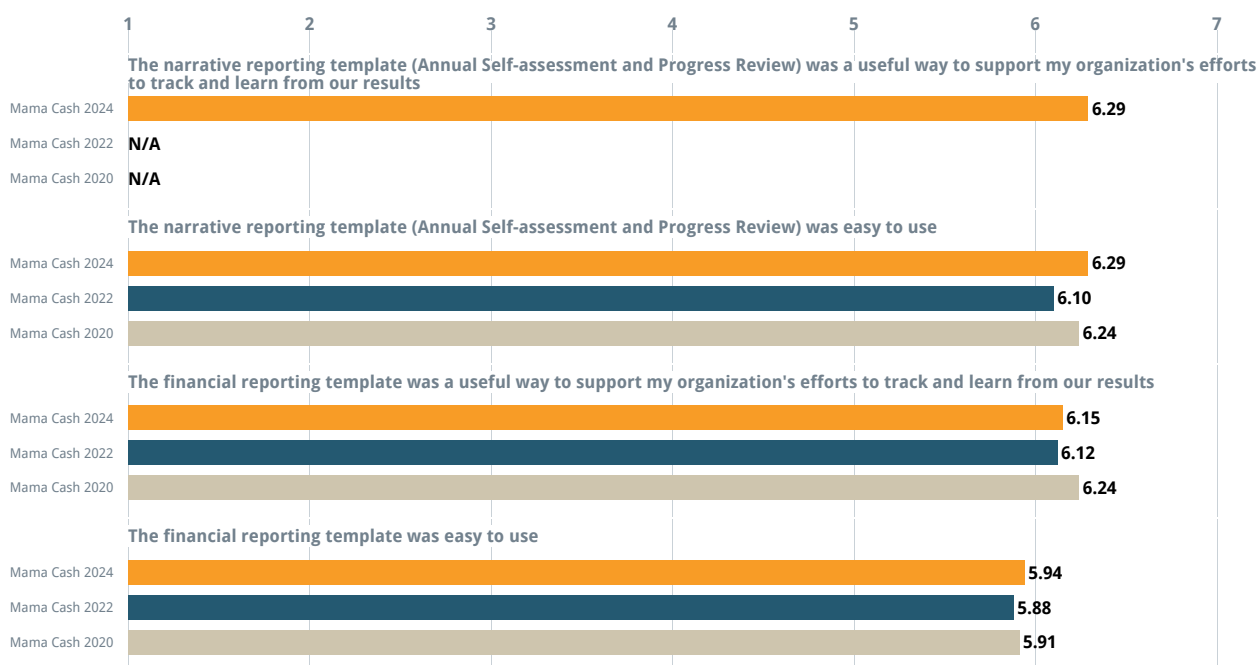 1 2 3 4 5 6 7
The narrative reporting template (Annual Self-assessment and Progress Review) was a useful way to support my organization's efforts
to track and learn from our results
Mama Cash 2024 6.29
Mama Cash 2022 N/A
Mama Cash 2020 N/A
The narrative reporting template (Annual Self-assessment and Progress Review) was easy to use
Mama Cash 2024 6.29
Mama Cash 2022 6.10
Mama Cash 2020 6.24
The financial reporting template was a useful way to support my organization's efforts to track and learn from our results
Mama Cash 2024 6.15
Mama Cash 2022 6.12
Mama Cash 2020 6.24
The financial reporting template was easy to use
Mama Cash 2024 5.94
Mama Cash 2022 5.88
Mama Cash 2020 5.91